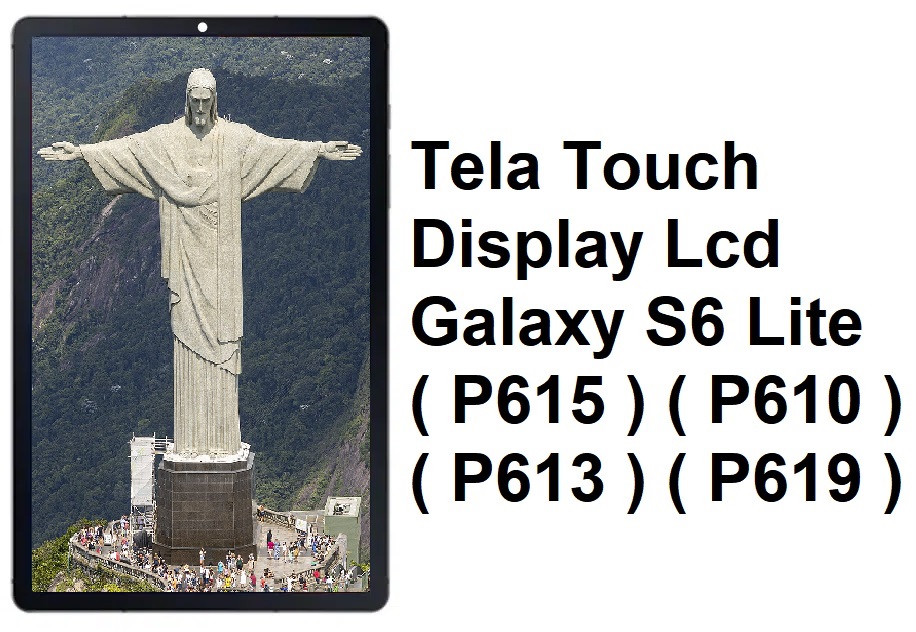 Tela Touch
Display Lcd
Galaxy S6 Lite
( P615 ) ( P610 )
( P613 ) ( P619 )